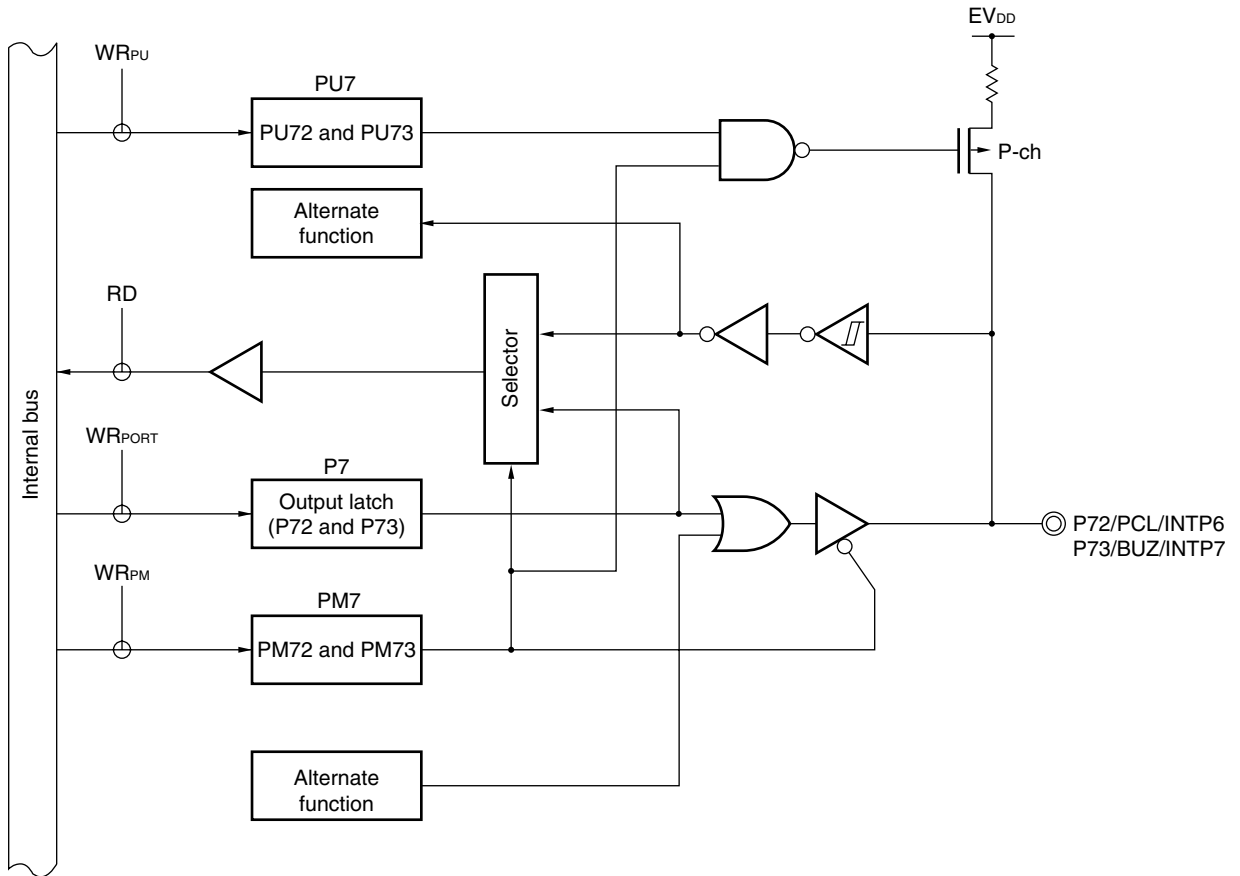 EVDD
WRPU
PU7
PU72 and PU73
P-ch
Alternate
function
RD
Selector
Internal bus
WRPORT
P7
Output latch
(P72 and P73)
P72/PCL/INTP6
P73/BUZ/INTP7
WRPM
PM7
PM72 and PM73
Alternate
function